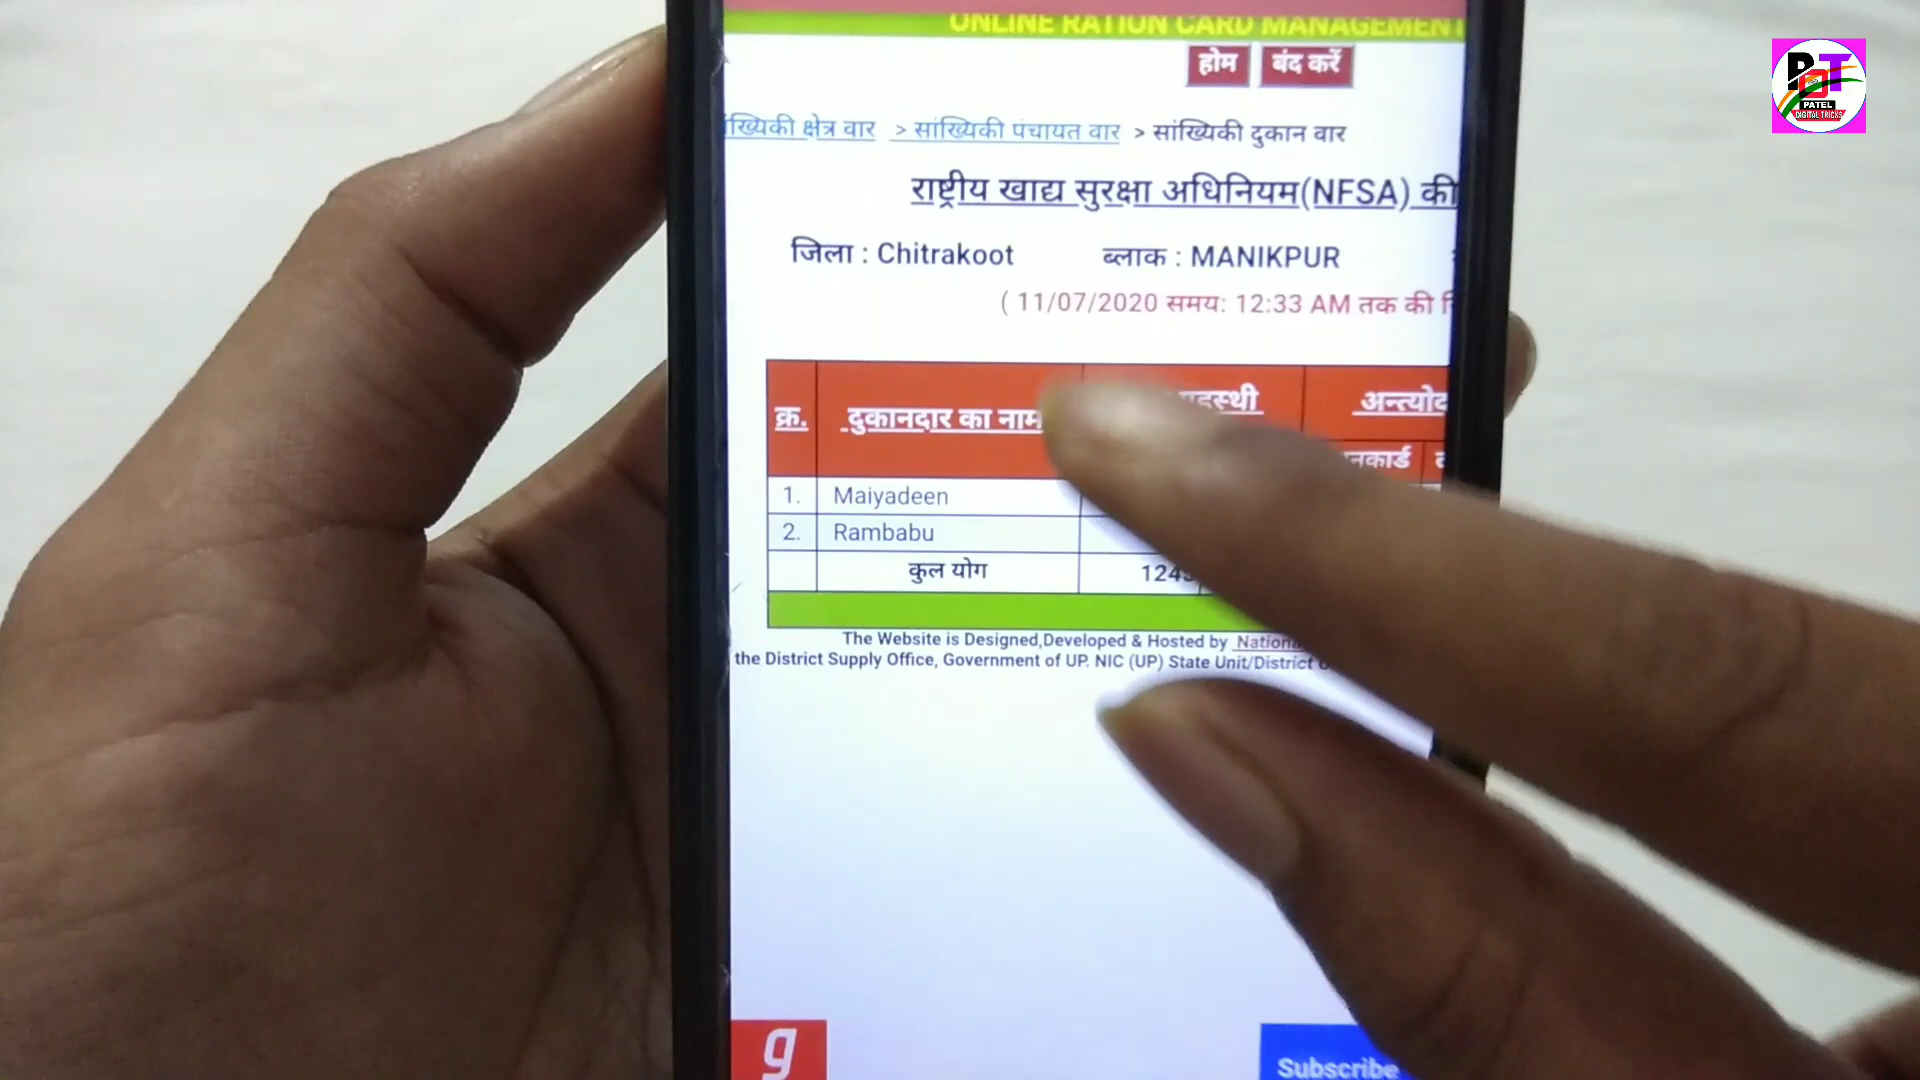 ONLINE RATION CARD MANAGEMENT
होम बंद करें
क्षेत्र वार > सांख्यिकी पंचायत वार > सांख्यिकी दुकान वार
राष्ट्रीय खाद्य सुरक्षा अधिनियम(NFSA) की
जिला : Chitrakoot ब्लाक : MANIKPUR
( 11/07/2020 समय: 12:33 AM तक की
क्र. दुकानदार का नाम
1. Maiyadeen
2. Rambabu
कुल योग
The Website is Designed,Developed & Hosted by
the District Supply Office, Government of UP. NIC (UP) State Unit/District
g
Subscribe
PDT
PATEL
DIGITAL TRICKS